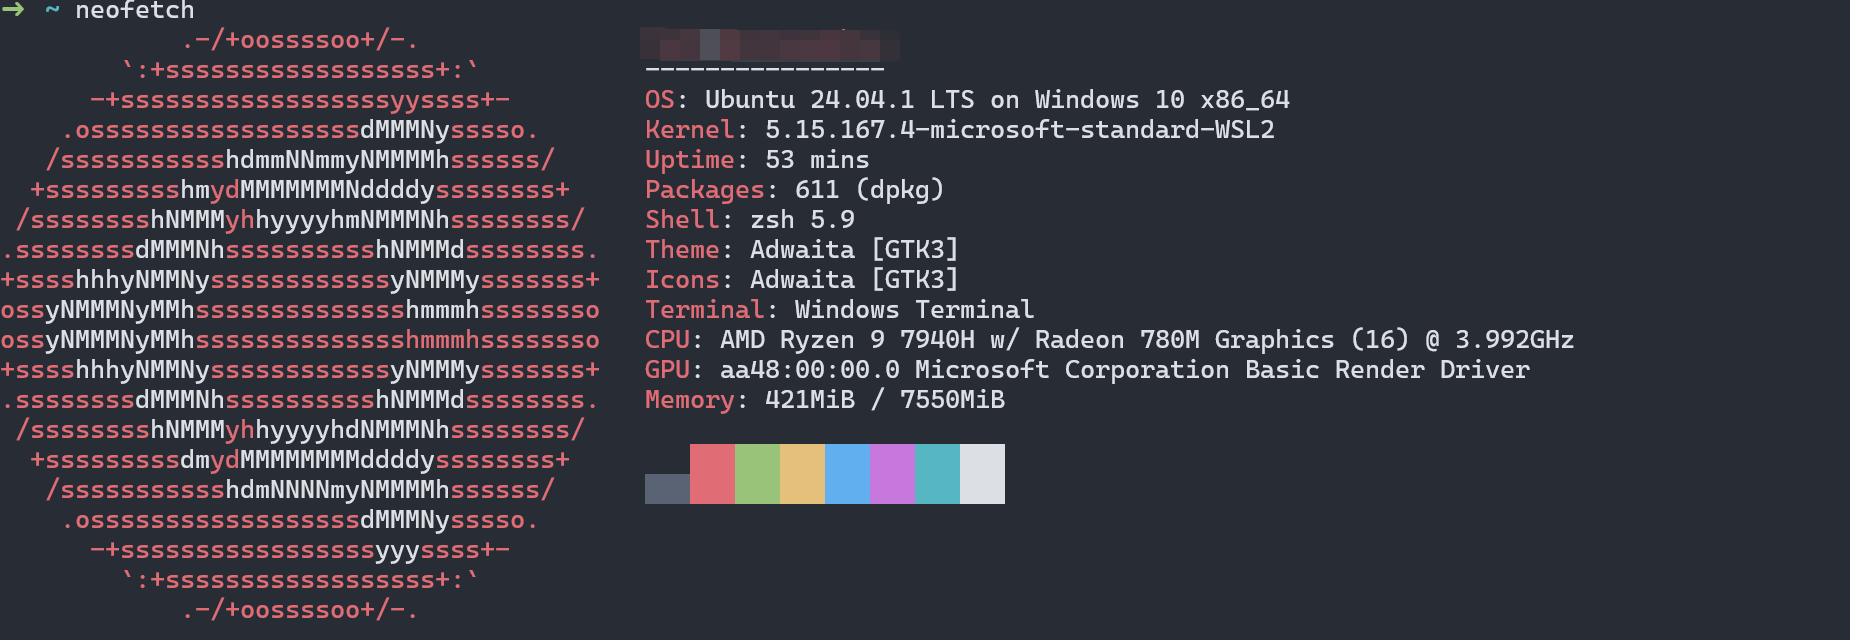 ➜ ~ neofetch
.-/+oossssoo+/-.
`:+ssssssssssssssssss+:`
-+ssssssssssssssssssyyssss+-
.ossssssssssssssssssdMMMNysssso.
/ssssssssssshdmmNNmmyNMMMMhssssss/
+ssssssssshmydMMMMMMMNddddyssssssss+
/sssssssshNMMMyhhyyyyhmNMMMNhssssssss/
.ssssssssdMMMNhsssssssssshNMMMdssssssss.
+sssshhhyNMMNyssssssssssssyNMMMysssssss+
ossyNMMMNyMMhsssssssssssssshmmmhssssssso
ossyNMMMNyMMhsssssssssssssshmmmhssssssso
+sssshhhyNMMNyssssssssssssyNMMMysssssss+
.ssssssssdMMMNhsssssssssshNMMMdssssssss.
/sssssssshNMMMyhhyyyyhdNMMMNhssssssss/
+sssssssssdmydMMMMMMMMddddyssssssss+
/ssssssssssshdmNNNNmyNMMMMhssssss/
.ossssssssssssssssssdMMMNysssso.
-+sssssssssssssssssyyyssss+-
`:+ssssssssssssssssss+:`
.-/+oossssoo+/-.
----------------
OS: Ubuntu 24.04.1 LTS on Windows 10 x86_64
Kernel: 5.15.167.4-microsoft-standard-WSL2
Uptime: 53 mins
Packages: 611 (dpkg)
Shell: zsh 5.9
Theme: Adwaita [GTK3]
Icons: Adwaita [GTK3]
Terminal: Windows Terminal
CPU: AMD Ryzen 9 7940H w/ Radeon 780M Graphics (16) @ 3.992GHz
GPU: aa48:00:00.0 Microsoft Corporation Basic Render Driver
Memory: 421MiB / 7550MiB